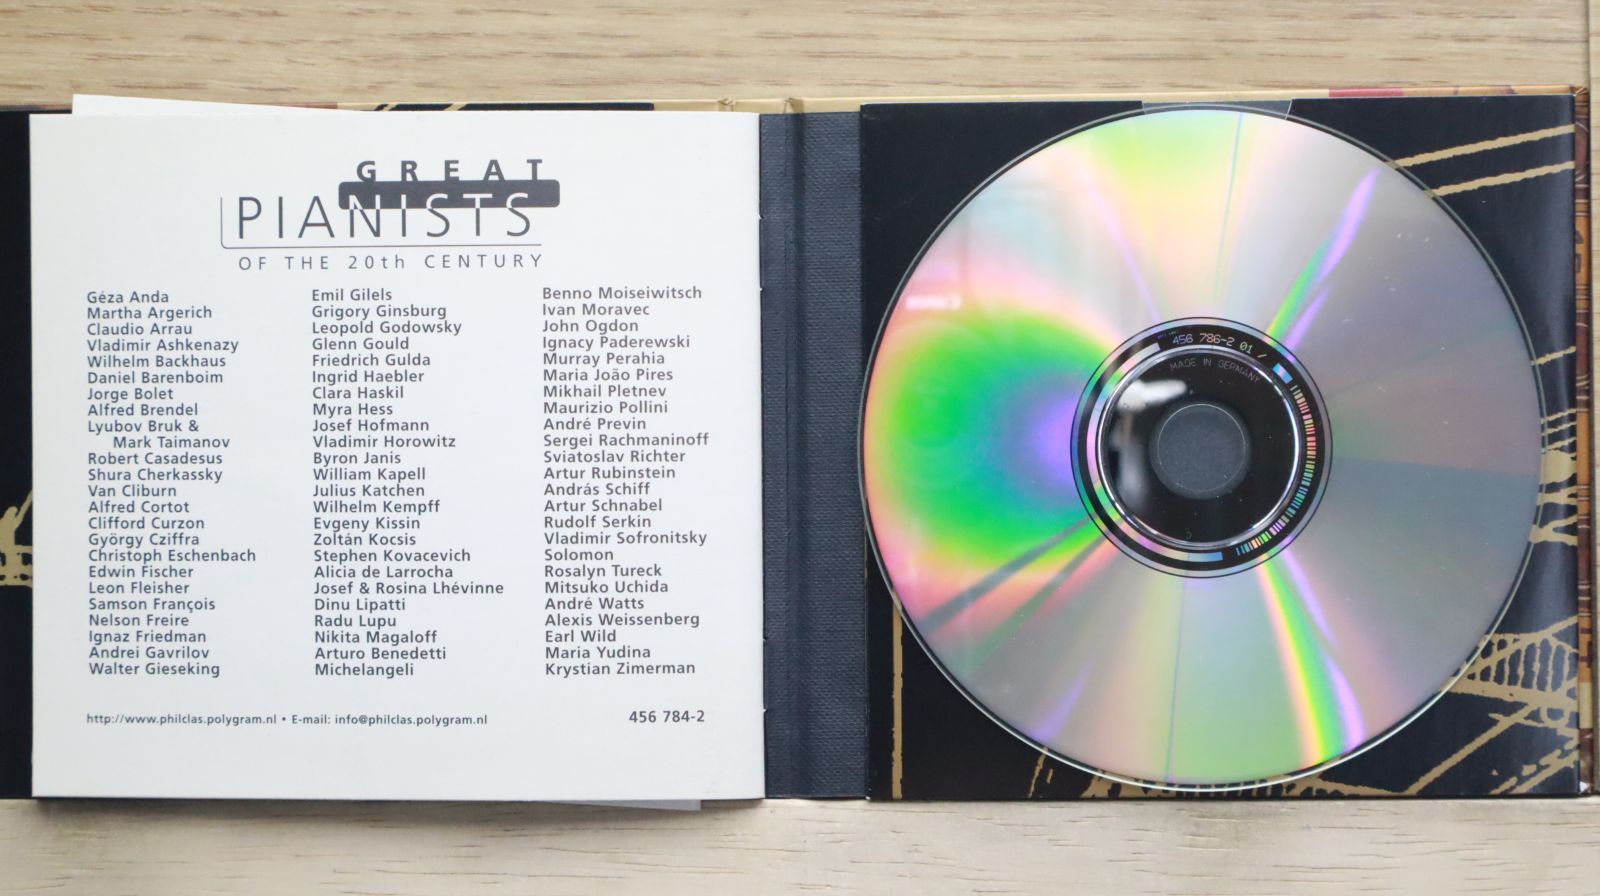 GREAT
PIANISTS
OF THE 20th CENTURY
Géza Anda
Martha Argerich
Claudio Arrau
Vladimir Ashkenazy
Wilhelm Backhaus
Daniel Barenboim
Jorge Bolet
Alfred Brendel
Lyubov Bruk &
Mark Taimanov
Robert Casadesus
Shura Cherkassky
Van Cliburn
Alfred Cortot
Clifford Curzon
György Cziffra
Christoph Eschenbach
Edwin Fischer
Leon Fleisher
Samson François
Nelson Freire
Ignaz Friedman
Andrei Gavrilov
Walter Gieseking
Emil Gilels
Grigory Ginsburg
Leopold Godowsky
Glenn Gould
Friedrich Gulda
Ingrid Haebler
Clara Haskil
Myra Hess
Josef Hofmann
Vladimir Horowitz
Byron Janis
William Kapell
Julius Katchen
Wilhelm Kempff
Evgeny Kissin
Zoltán Kocsis
Stephen Kovacevich
Alicia de Larrocha
Josef & Rosina Lhévinne
Dinu Lipatti
Radu Lupu
Nikita Magaloff
Arturo Benedetti
Michelangeli
Benno Moiseiwitsch
Ivan Moravec
John Ogdon
Ignacy Paderewski
Murray Perahia
Maria João Pires
Mikhail Pletnev
Maurizio Pollini
André Previn
Sergei Rachmaninoff
Sviatoslav Richter
Artur Rubinstein
András Schiff
Artur Schnabel
Rudolf Serkin
Vladimir Sofronitsky
Solomon
Rosalyn Tureck
Mitsuko Uchida
André Watts
Alexis Weissenberg
Earl Wild
Maria Yudina
Krystian Zimerman
http://www.philclas.polygram.nl • E-mail: info@philclas.polygram.nl
456 784-2
456 786-2 01 /
MADE IN GERMANY